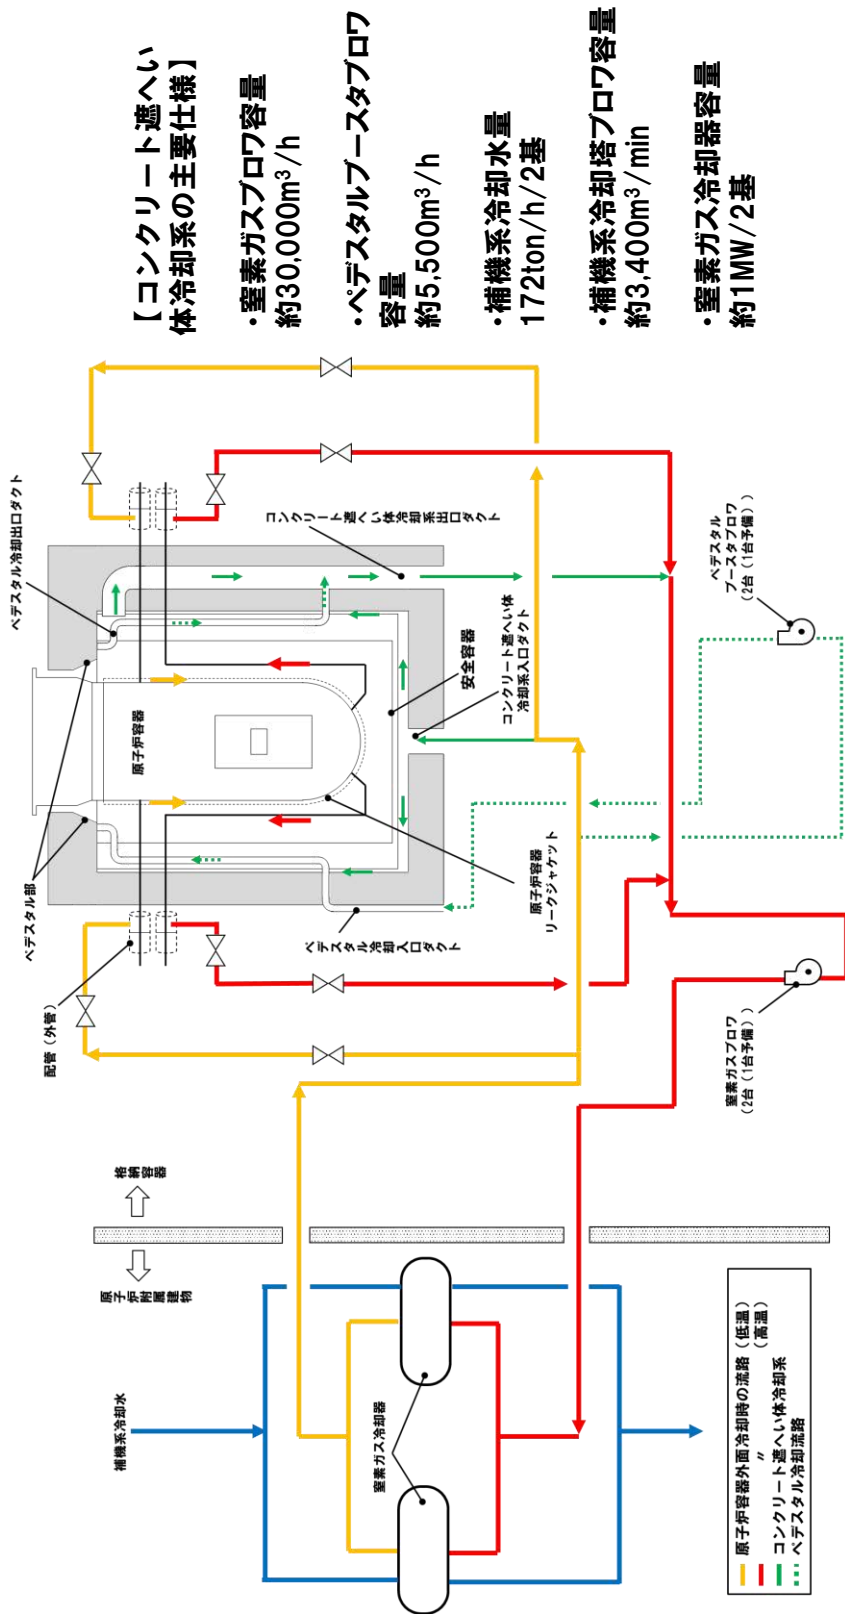 【コンクリート遮へい
体冷却系の主要仕様】
・窒素ガスブロワ容量
約30,000m³/h
・ペデスタルブースタブロワ
容量
約5,500m³/h
・補機系冷却水量
172ton/h/2基
・補機系冷却塔ブロワ容量
約3,400m³/min
・窒素ガス冷却器容量
約1MW/2基
ペデスタル冷却出口ダクト
コンクリート遮へい体冷却系出口ダクト
ペデスタル部
原子炉容器
安全容器
コンクリート遮へい体
冷却系入口ダクト
原子炉容器
リークジャケット
ペデスタル冷却入口ダクト
配管（外管）
ペデスタル
ブースタブロワ
（2台（1台予備））
窒素ガスブロワ
（2台（1台予備））
格納容器
原子炉附属建物
補機系冷却水
窒素ガス冷却器
原子炉容器外面冷却時の流路（低温）
〃（高温）
コンクリート遮へい体冷却系
ペデスタル冷却流路